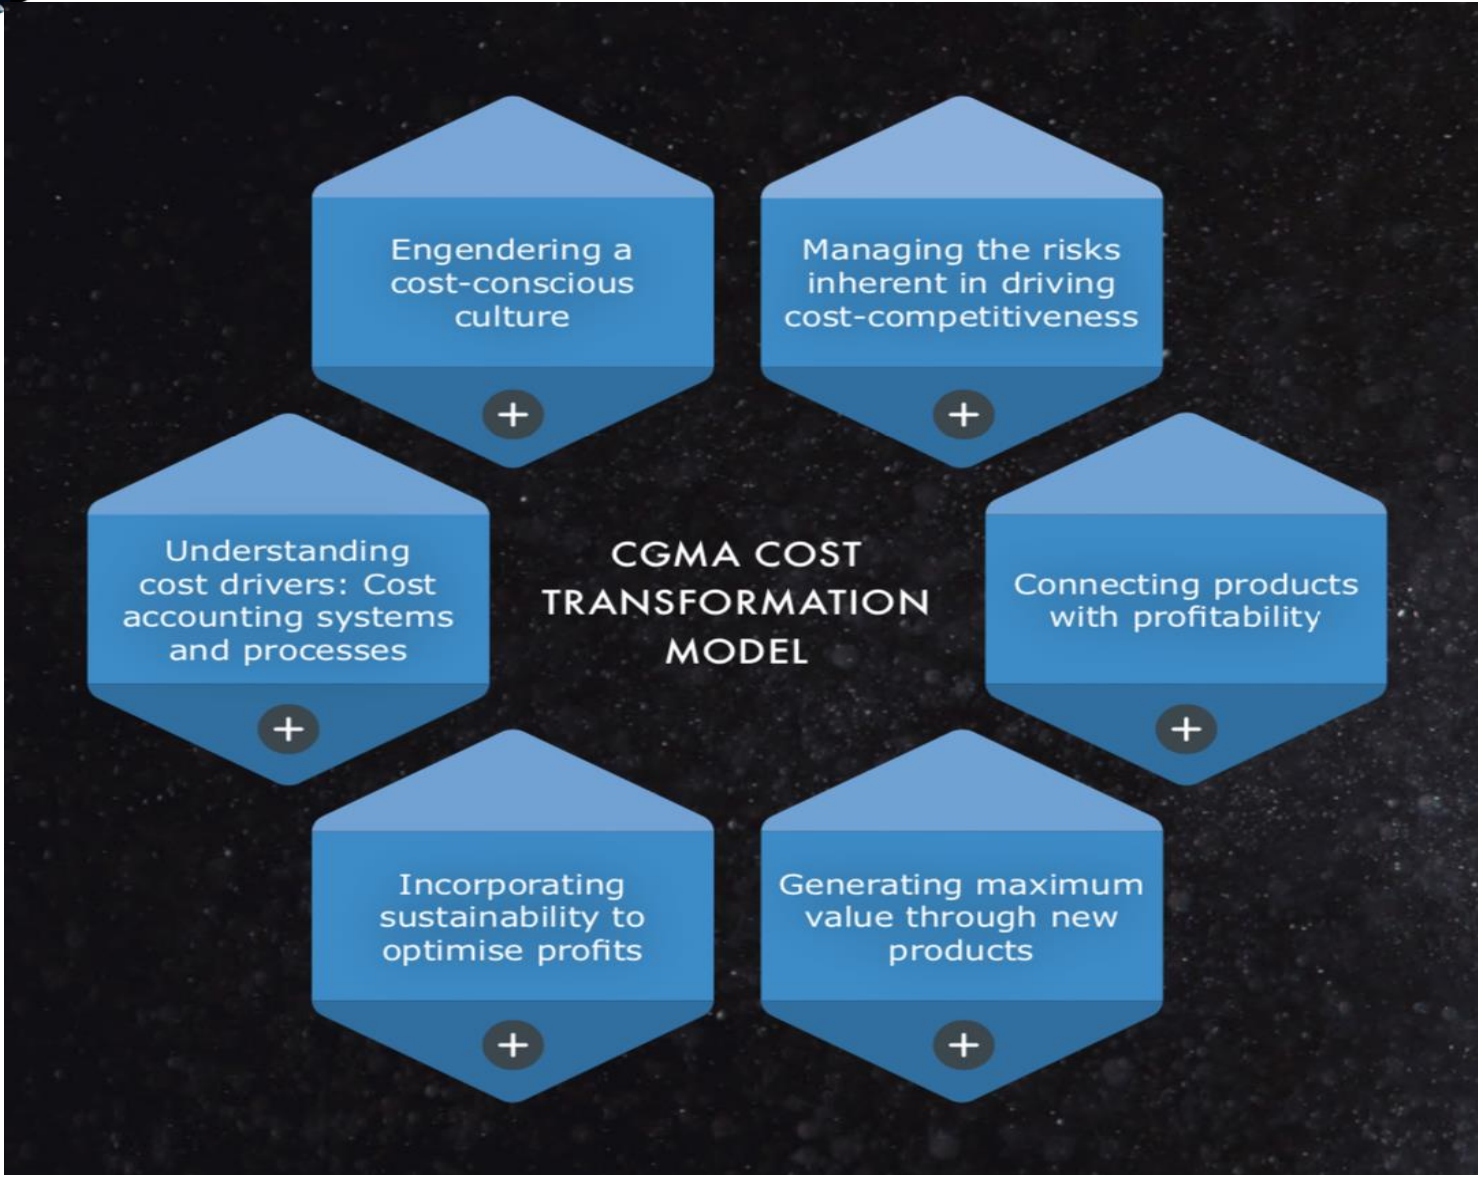 Engendering a
cost-conscious
culture
+
Managing the risks
inherent in driving
cost-competitiveness
+
Understanding
cost drivers: Cost
accounting systems
and processes
+
CGMA COST
TRANSFORMATION
MODEL
Connecting products
with profitability
+
Incorporating
sustainability to
optimise profits
+
Generating maximum
value through new
products
+